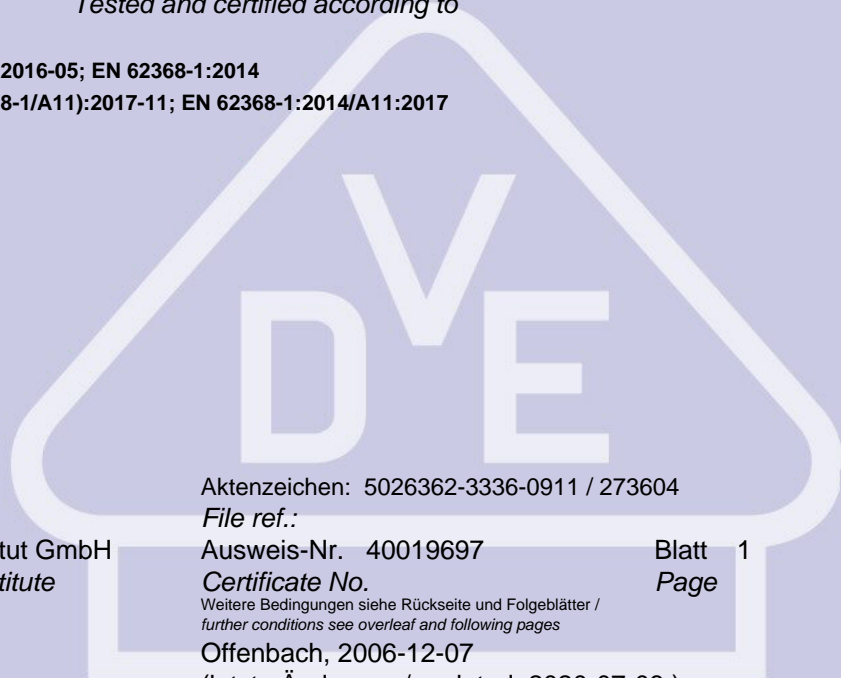 Tested and certified according to
2016-05; EN 62368-1:2014
8-1/A11):2017-11; EN 62368-1:2014/A11:2017
VDE
Aktenzeichen: 5026362-3336-0911 / 273604
File ref.:
tut GmbH Ausweis-Nr. 40019697 Blatt 1
titute Certificate No. Page
Weitere Bedingungen siehe Rückseite und Folgeblätter /
further conditions see overleaf and following pages
Offenbach, 2006-12-07